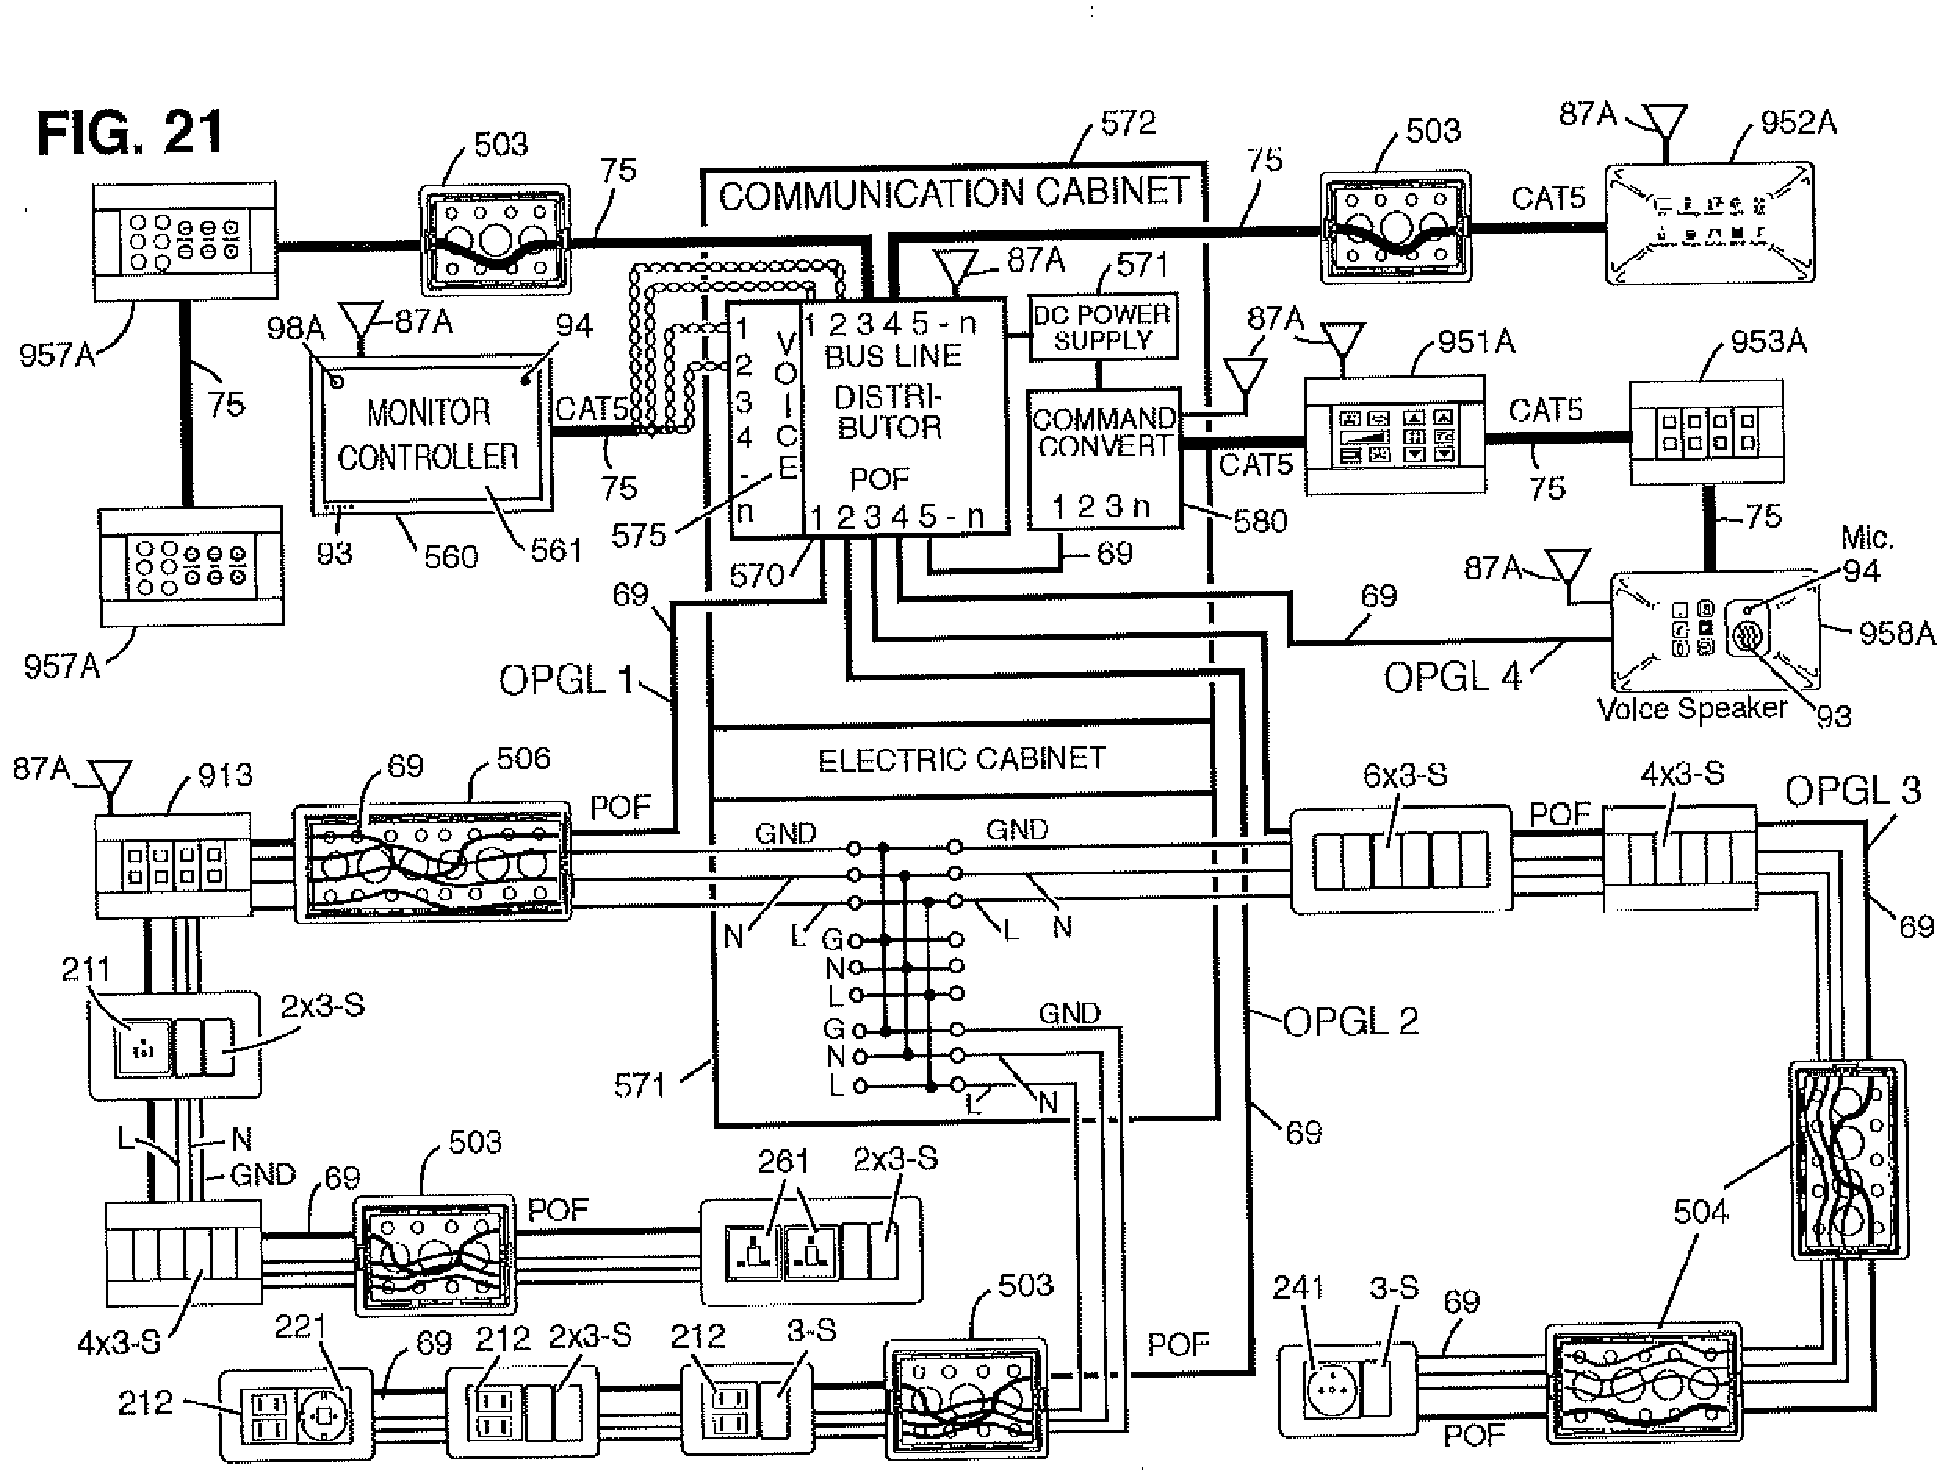 FIG. 21
503
75
572
75
503
87A
952A
COMMUNICATION CABINET
CAT5
957A
98A
87A
94
87A
571
DC POWER
SUPPLY
87A
951A
953A
75
MONITOR
CONTROLLER
CAT5
75
1
2
3
4
-
n
VOICE
1 2 3 4 5 - n
BUS LINE
DISTRI-
BUTOR
POF
1 2 3 4 5 - n
COMMAND
CONVERT
1 2 3 n
CAT5
CAT5
75
75
93
560
561
575
570
580
69
Mic.
94
87A
957A
69
69
958A
OPGL 1
OPGL 4
Voice Speaker
93
87A
913
69
506
POF
ELECTRIC CABINET
6x3-S
POF
4x3-S
OPGL 3
GND
GND
N
L
L
N
69
G
N
L
G
N
L
GND
L
N
OPGL 2
211
2x3-S
571
69
L
N
GND
503
69
POF
261
2x3-S
504
4x3-S
221
69
212
2x3-S
212
3-S
503
POF
212
241
3-S
69
POF